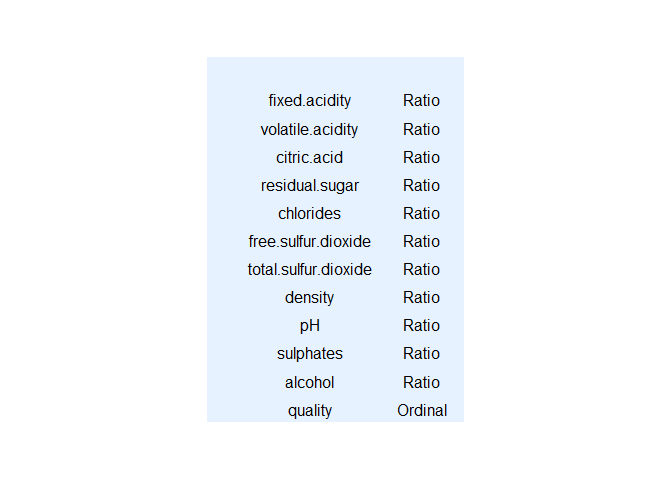 fixed.acidity Ratio
volatile.acidity Ratio
citric.acid Ratio
residual.sugar Ratio
chlorides Ratio
free.sulfur.dioxide Ratio
total.sulfur.dioxide Ratio
density Ratio
pH Ratio
sulphates Ratio
alcohol Ratio
quality Ordinal